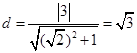 d = |3| / √((√2)² + 1) = √3